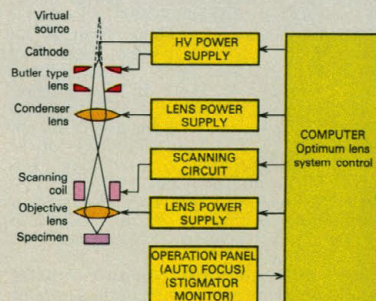 Virtual
source
Cathode
Butler type
lens
Condenser
lens
Scanning
coil
Objective
lens
Specimen
HV POWER
SUPPLY
LENS POWER
SUPPLY
SCANNING
CIRCUIT
LENS POWER
SUPPLY
OPERATION PANEL
(AUTO FOCUS)
(STIGMATOR
MONITOR)
COMPUTER
Optimum lens
system control